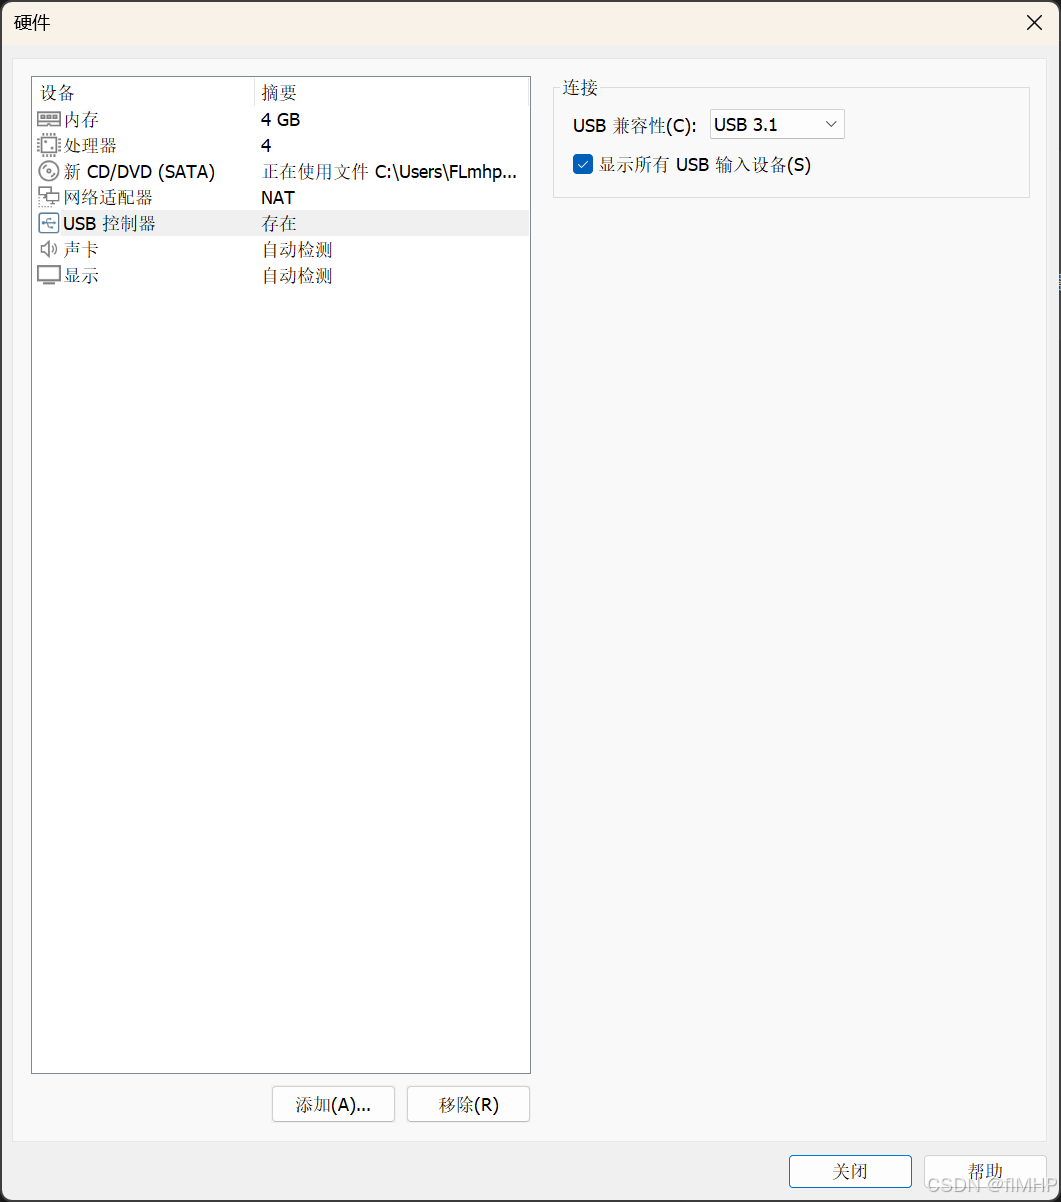 硬件
设备 摘要
内存 4 GB
处理器 4
新 CD/DVD (SATA) 正在使用文件 C:\Users\FLmhp...
网络适配器 NAT
USB 控制器 存在
声卡 自动检测
显示 自动检测
连接
USB 兼容性(C): USB 3.1
显示所有 USB 输入设备(S)
添加(A)... 移除(R)
关闭 帮助
CSDN @flMHP